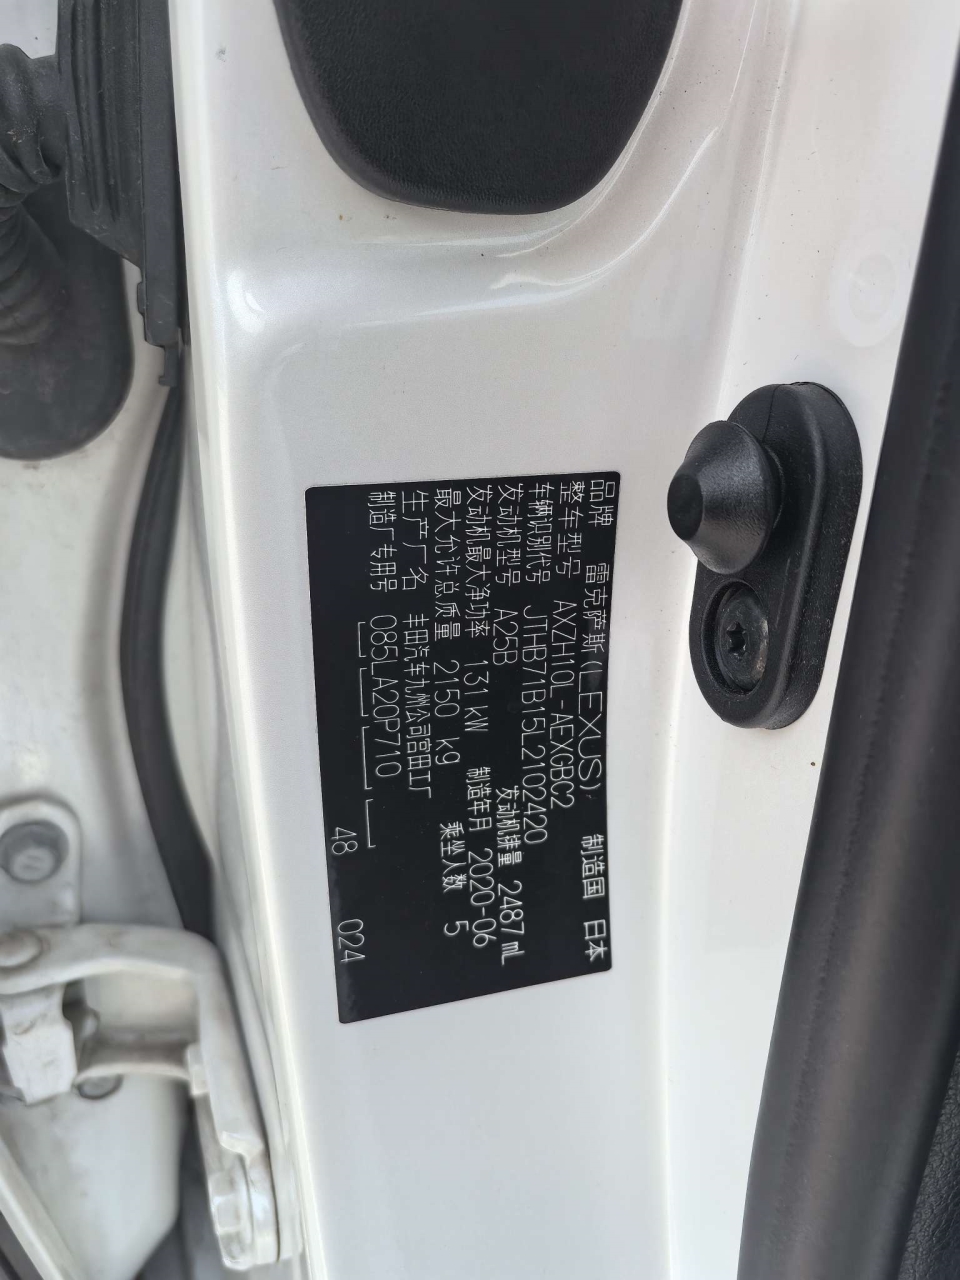 品牌 雷克萨斯(LEXUS) 制造国 日本
整车型号 AXZH10L-AEXGBC2
车辆识别代号 JTHB71B15L2102420
发动机型号 A25B 发动机排量 2487 mL
发动机最大净功率 131 kW 制造年月 2020-06
最大允许总质量 2150 kg 乘坐人数 5
生产厂名 丰田汽车九州公司宫田工厂
制造厂专用号 085LA20P710
48 024